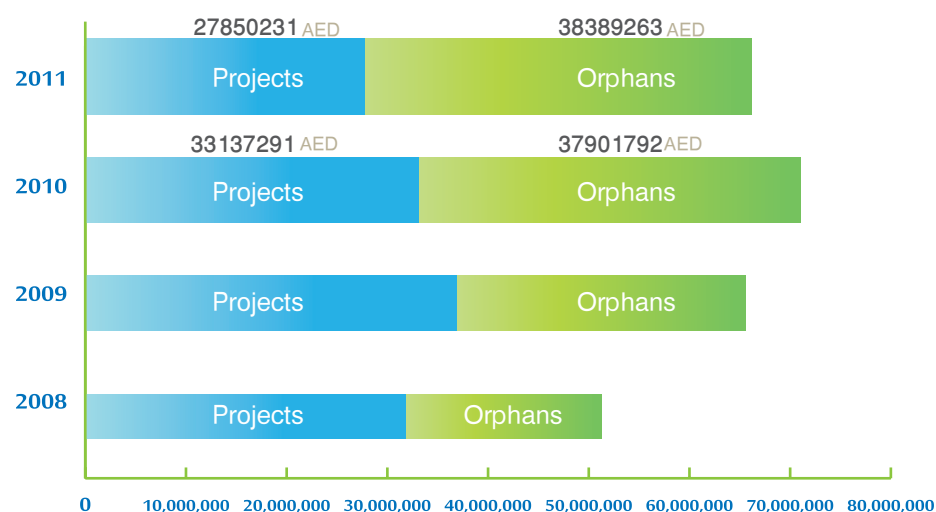 27850231 AED 38389263 AED
2011 Projects Orphans
33137291 AED 37901792 AED
2010 Projects Orphans
2009 Projects Orphans
2008 Projects Orphans
0 10,000,000 20,000,000 30,000,000 40,000,000 50,000,000 60,000,000 70,000,000 80,000,000